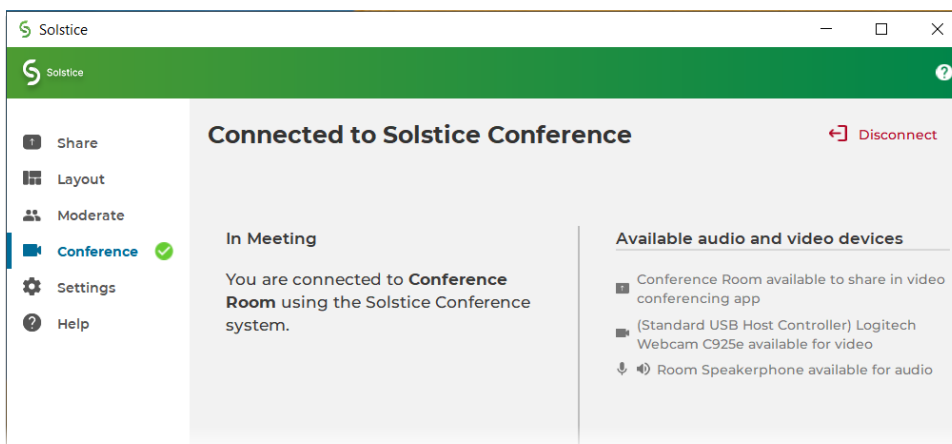 Solstice
Solstice
Share
Layout
Moderate
Conference
Settings
Help
Connected to Solstice Conference
Disconnect
In Meeting
You are connected to Conference
Room using the Solstice Conference
system.
Available audio and video devices
Conference Room available to share in video
conferencing app
(Standard USB Host Controller) Logitech
Webcam C925e available for video
Room Speakerphone available for audio